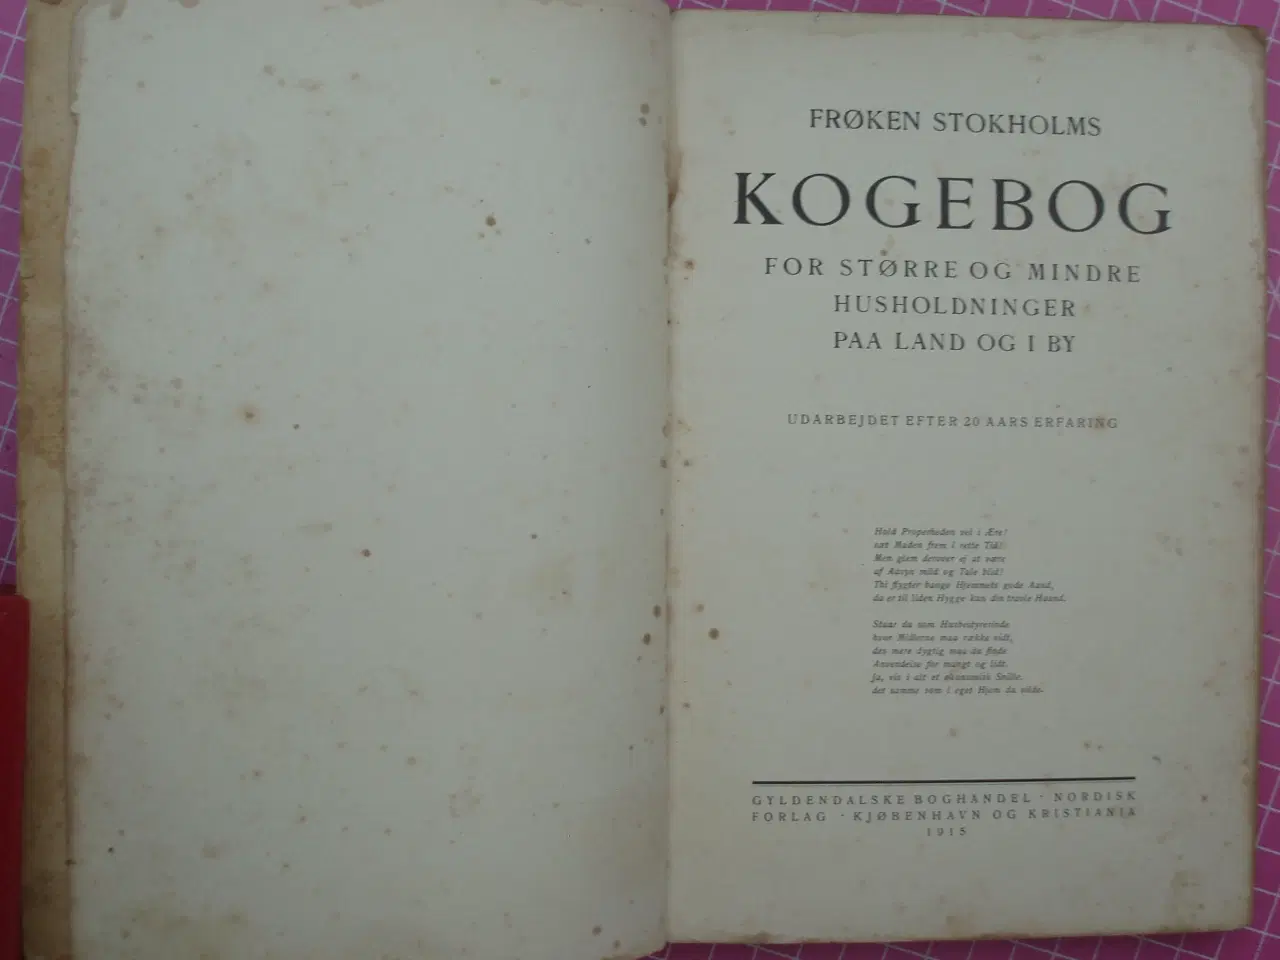 FRØKEN STOKHOLMS
KOGEBOG
FOR STØRRE OG MINDRE
HUSHOLDNINGER
PAA LAND OG I BY
UDARBEJDET EFTER 20 AARS ERFARING
Hold Properheden vel i Ære!
sæt Maden frem i rette Tid!
Men glem derover ej at være
af Aasyn mild og Tale blid!
Thi flygter bange Hjemmets gode Aand,
da er til liden Hygge kun din travle Haand.
Staar du som Husbestyrerinde
hvor Midlerne maa række vidt,
des mere dygtig maa du finde
Anvendelse for mangt og lidt.
Ja, vis i alt et økonomisk Snille,
det samme som i eget Hjem du vilde.
GYLDENDALSKE BOGHANDEL · NORDISK
FORLAG · KJØBENHAVN OG KRISTIANIA
1915